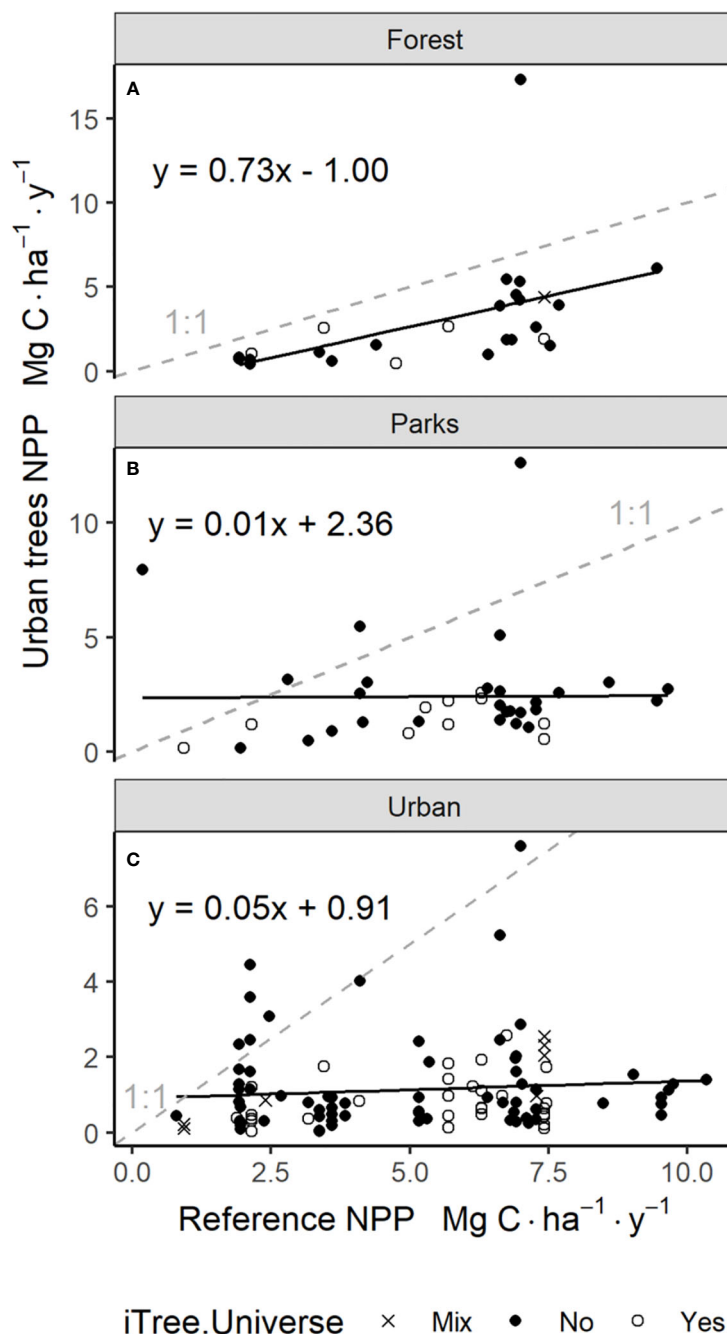 Forest
A
y = 0.73x - 1.00
1:1
15
10
5
0
Parks
B
y = 0.01x + 2.36
1:1
10
5
0
Urban
C
y = 0.05x + 0.91
1:1
6
4
2
0
Urban trees NPP Mg C · ha⁻¹ · y⁻¹
0.0 2.5 5.0 7.5 10.0
Reference NPP Mg C · ha⁻¹ · y⁻¹
iTree.Universe × Mix ● No ○ Yes